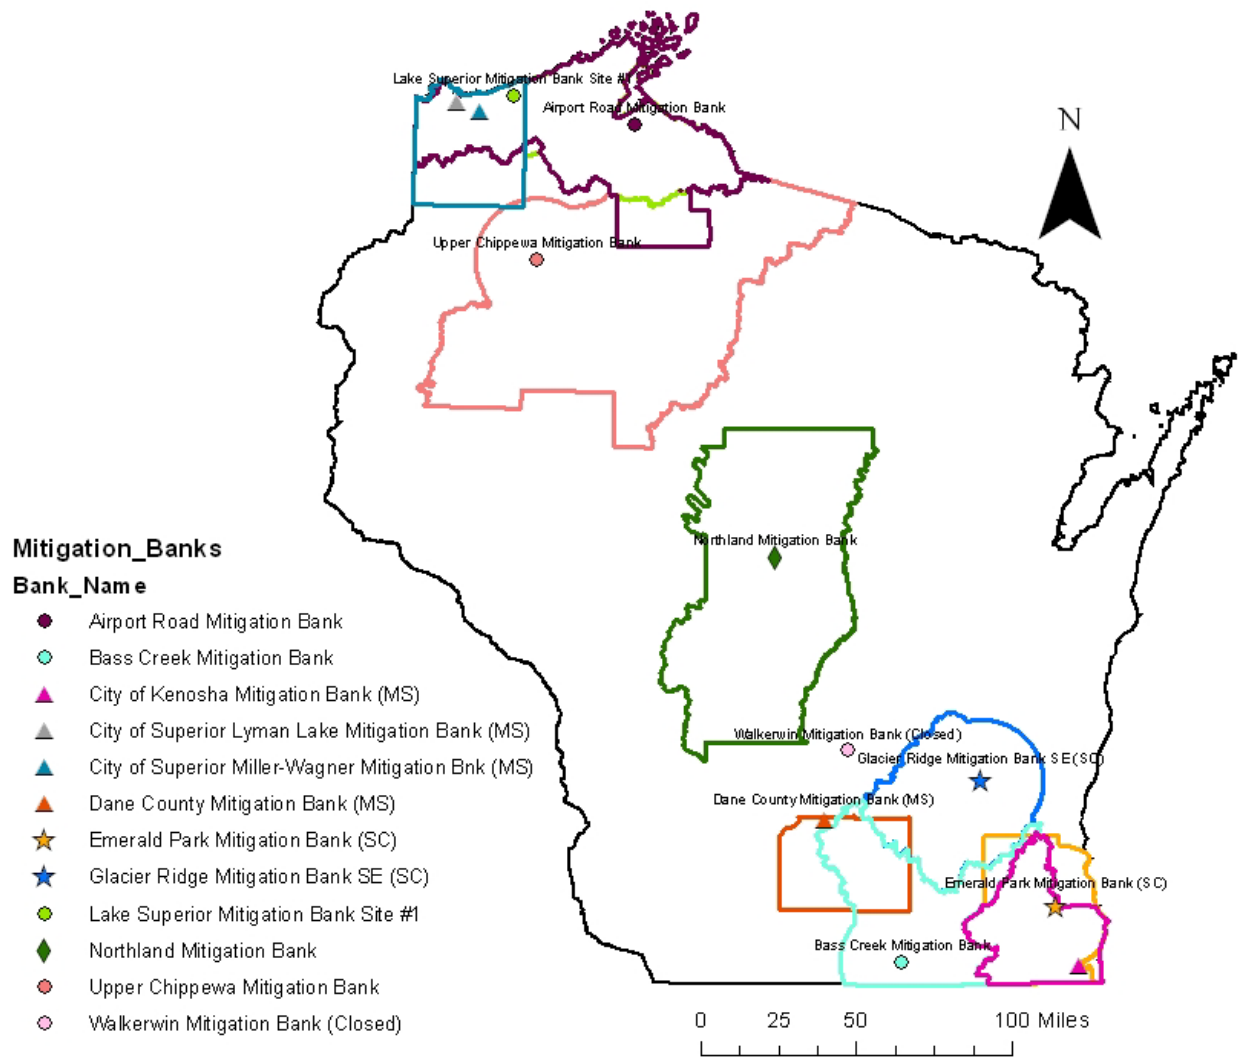 Lake Superior Mitigation Bank Site #1
Airport Road Mitigation Bank
N
Upper Chippewa Mitigation Bank
Northland Mitigation Bank
Mitigation_Banks
Bank_Name
Airport Road Mitigation Bank
Bass Creek Mitigation Bank
City of Kenosha Mitigation Bank (MS)
City of Superior Lyman Lake Mitigation Bank (MS)
City of Superior Miller-Wagner Mitigation Bnk (MS)
Dane County Mitigation Bank (MS)
Emerald Park Mitigation Bank (SC)
Glacier Ridge Mitigation Bank SE (SC)
Lake Superior Mitigation Bank Site #1
Northland Mitigation Bank
Upper Chippewa Mitigation Bank
Walkerwin Mitigation Bank (Closed)
Walkerwin Mitigation Bank (Closed)
Glacier Ridge Mitigation Bank SE (SC)
Dane County Mitigation Bank (MS)
Emerald Park Mitigation Bank (SC)
Bass Creek Mitigation Bank
0 25 50 100 Miles